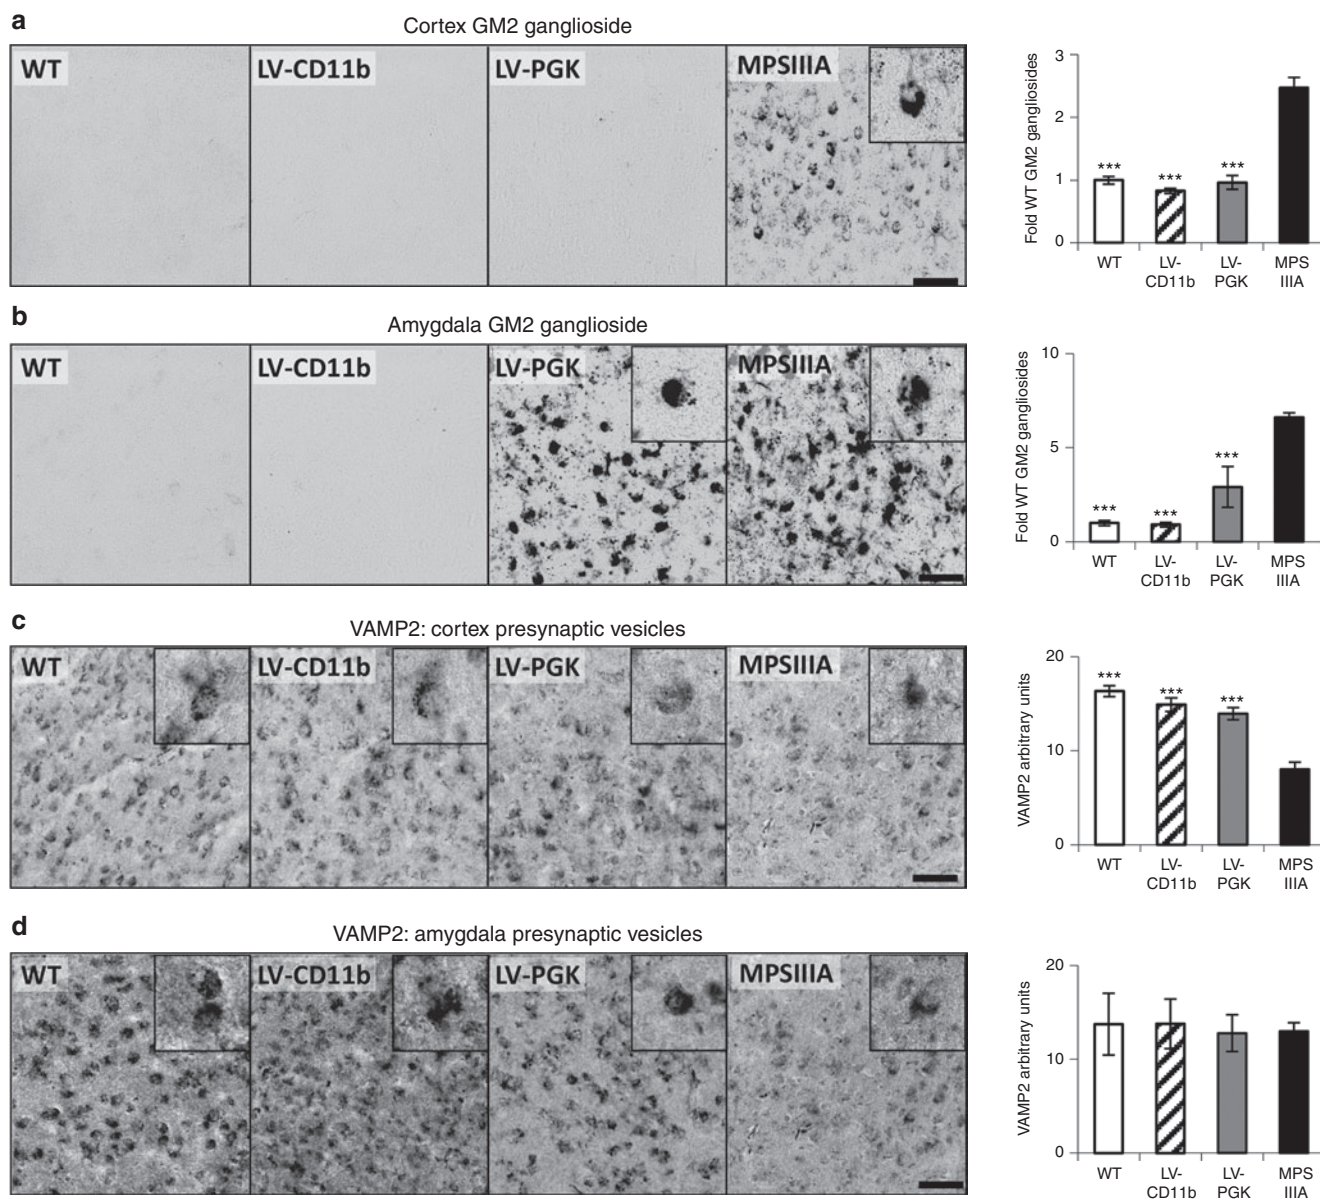 a
Cortex GM2 ganglioside
WT
LV-CD11b
LV-PGK
MPSIIIA
Fold WT GM2 gangliosides
3
2
1
0
***
***
***
WT
LV-
CD11b
LV-
PGK
MPS
IIIA
b
Amygdala GM2 ganglioside
WT
LV-CD11b
LV-PGK
MPSIIIA
Fold WT GM2 gangliosides
10
5
0
***
***
***
WT
LV-
CD11b
LV-
PGK
MPS
IIIA
c
VAMP2: cortex presynaptic vesicles
WT
LV-CD11b
LV-PGK
MPSIIIA
VAMP2 arbitrary units
20
10
0
***
***
***
WT
LV-
CD11b
LV-
PGK
MPS
IIIA
d
VAMP2: amygdala presynaptic vesicles
WT
LV-CD11b
LV-PGK
MPSIIIA
VAMP2 arbitrary units
20
10
0
WT
LV-
CD11b
LV-
PGK
MPS
IIIA